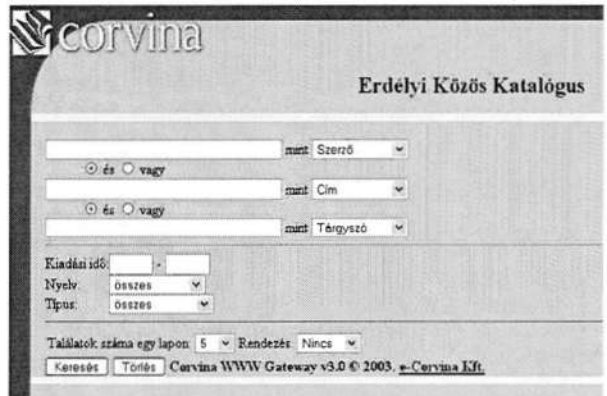 corvina
Erdélyi Közös Katalógus
mint Szerző
és vagy
mint Cím
és vagy
mint Tárgyszó
Kiadási idő: -
Nyelv: összes
Típus: összes
Találatok száma egy lapon: 5 Rendezés: Nincs
Keresés Törlés Corvina WWW Gateway v3.0 © 2003. e-Corvina Kft.